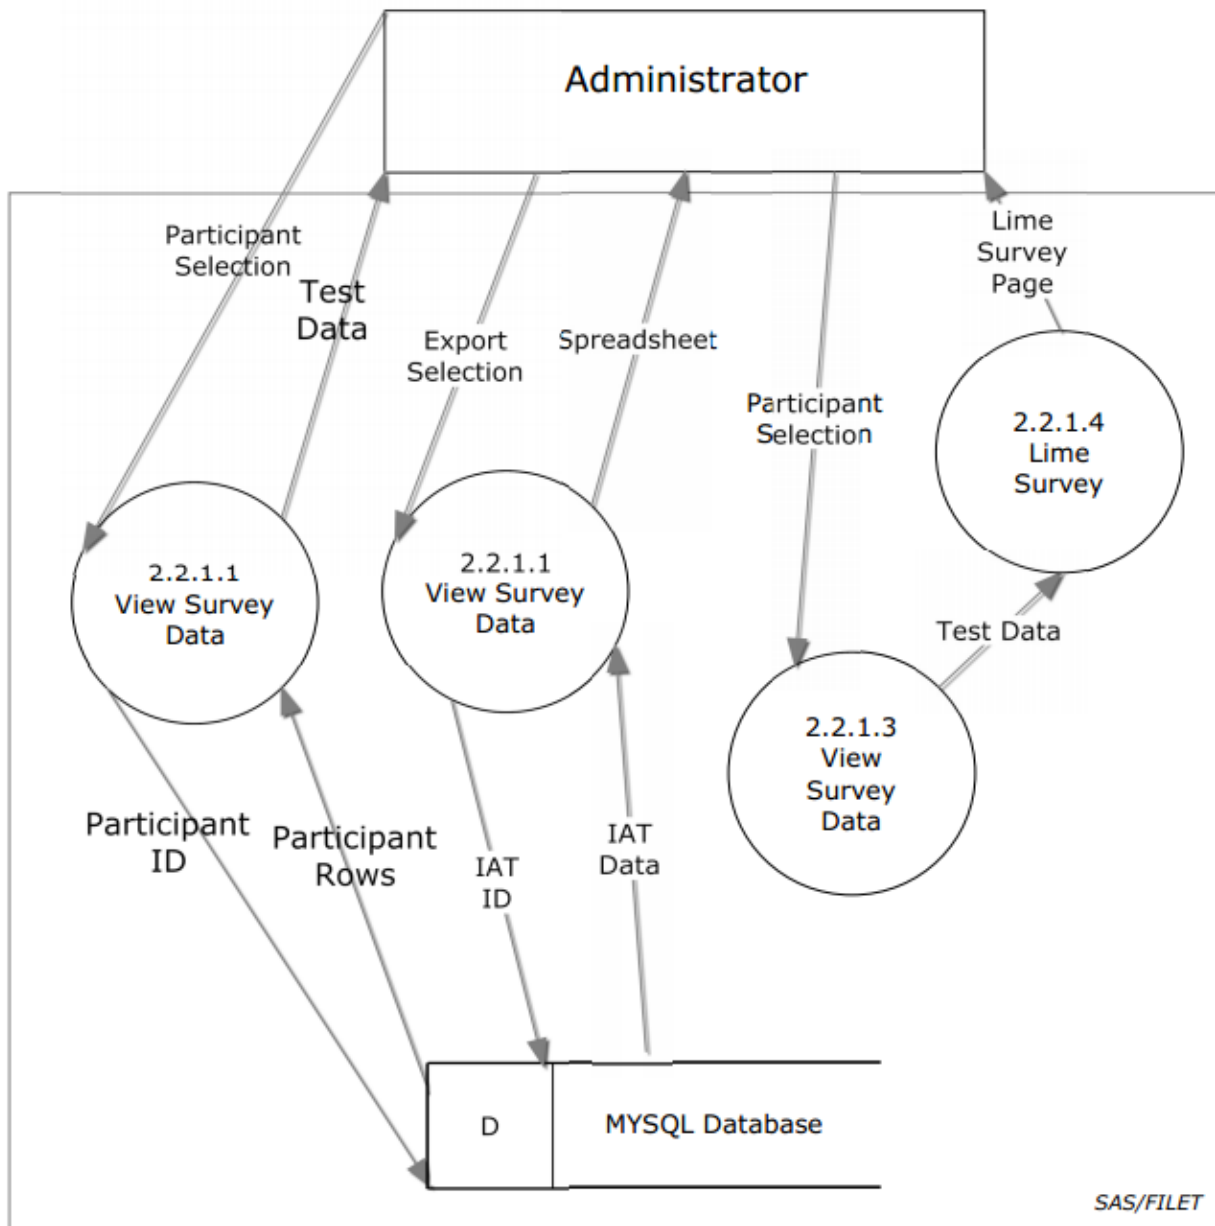 Administrator
Participant
Selection
Test
Data
Export
Selection
Spreadsheet
Participant
Selection
Lime
Survey
Page
2.2.1.4
Lime
Survey
2.2.1.1
View Survey
Data
2.2.1.1
View Survey
Data
Test Data
2.2.1.3
View
Survey
Data
Participant
ID
Participant
Rows
IAT
ID
IAT
Data
D
MYSQL Database
SAS/FILET